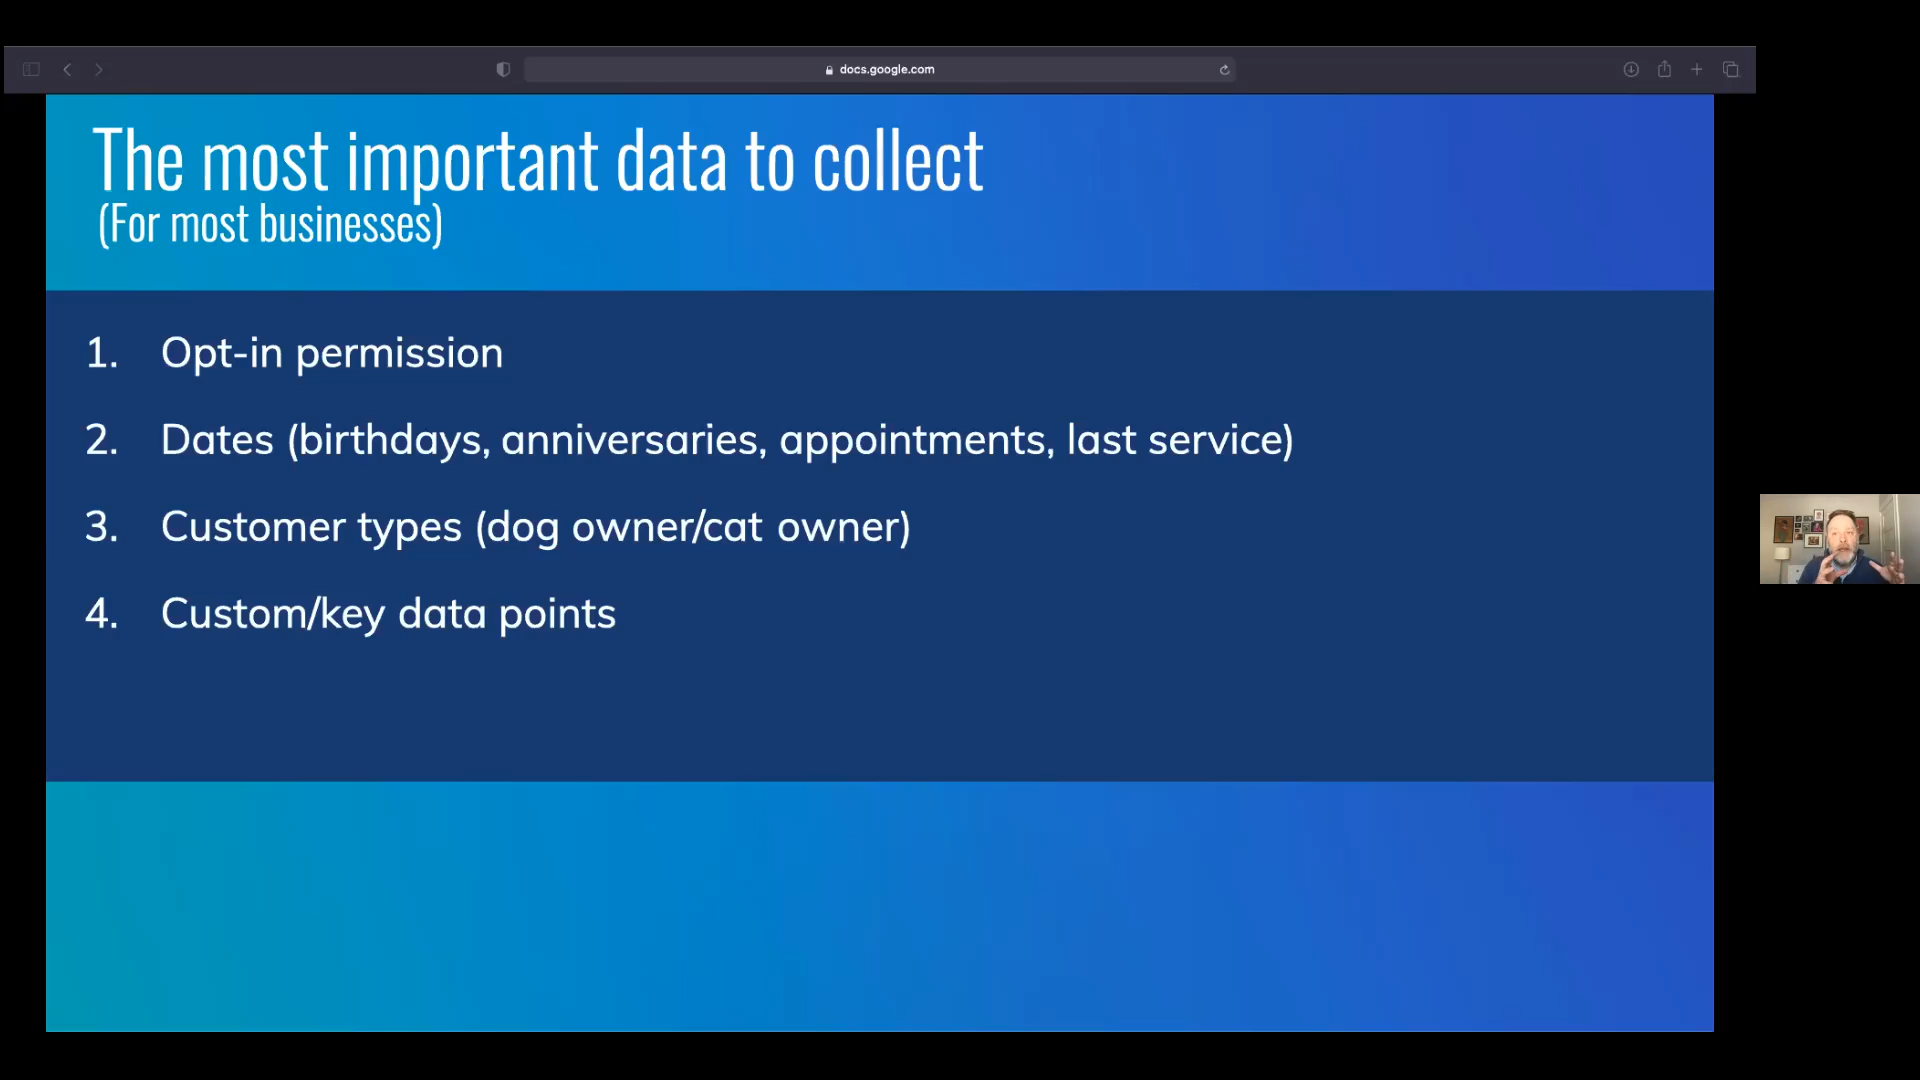 docs.google.com
The most important data to collect
(For most businesses)
1. Opt-in permission
2. Dates (birthdays, anniversaries, appointments, last service)
3. Customer types (dog owner/cat owner)
4. Custom/key data points